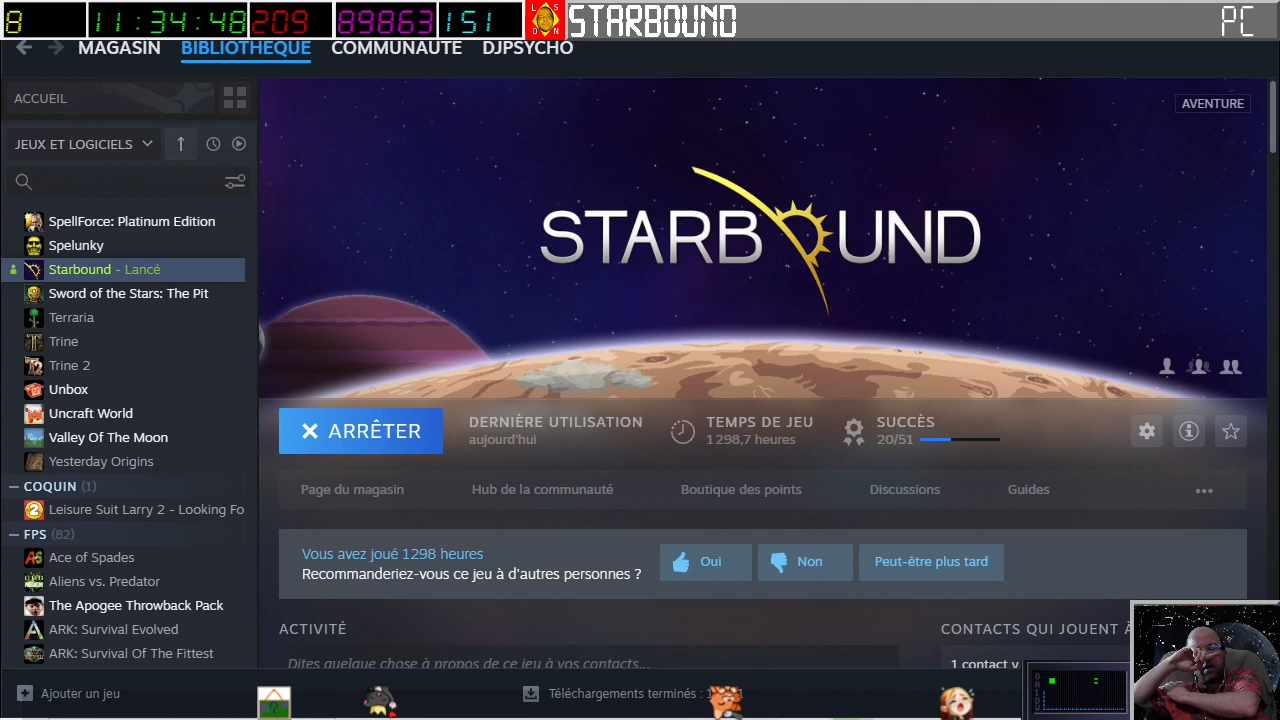 8 11:34:48 209 89863 151 LSDN STARBOUND PC
MAGASIN BIBLIOTHÈQUE COMMUNAUTÉ DJPSYCHO
ACCUEIL
JEUX ET LOGICIELS
SpellForce: Platinum Edition
Spelunky
Starbound - Lancé
Sword of the Stars: The Pit
Terraria
Trine
Trine 2
Unbox
Uncraft World
Valley Of The Moon
Yesterday Origins
COQUIN (1)
Leisure Suit Larry 2 - Looking Fo
FPS (82)
Ace of Spades
Aliens vs. Predator
The Apogee Throwback Pack
ARK: Survival Evolved
ARK: Survival Of The Fittest
Ajouter un jeu
AVENTURE
STARBOUND
ARRÊTER
DERNIÈRE UTILISATION
aujourd'hui
TEMPS DE JEU
1 298,7 heures
SUCCÈS
20/51
Page du magasin Hub de la communauté Boutique des points Discussions Guides
Vous avez joué 1298 heures
Recommanderiez-vous ce jeu à d'autres personnes ?
Oui Non Peut-être plus tard
ACTIVITÉ
Dites quelque chose à propos de ce jeu à vos contacts...
CONTACTS QUI JOUENT À
1 contact
Téléchargements terminés :